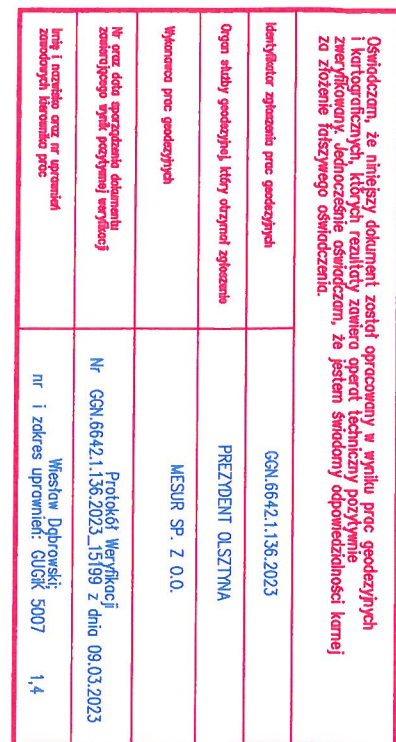 Oświadczam, że niniejszy dokument został opracowany w wyniku prac geodezyjnych
i kartograficznych, których rezultaty zawiera operat techniczny pozytywnie
zweryfikowany. Jednocześnie oświadczam, że jestem świadomy odpowiedzialności karnej
za złożenie fałszywego oświadczenia.
Identyfikator zgłoszenia prac geodezyjnych
GGN.6642.1.136.2023
Organ służby geodezyjnej, który otrzymał zgłoszenie
PREZYDENT OLSZTYNA
Wykonawca prac geodezyjnych
MESUR SP. Z O.O.
Nr oraz data sporządzenia dokumentu
zawierającego wynik pozytywnej weryfikacji
Protokół Weryfikacji
Nr GGN.6642.1.136.2023_15199 z dnia 09.03.2023
Imię i nazwisko oraz nr uprawnień
zawodowych kierownika prac
Wiesław Dąbrowski;
nr i zakres uprawnień: GUGiK 5007 1,4